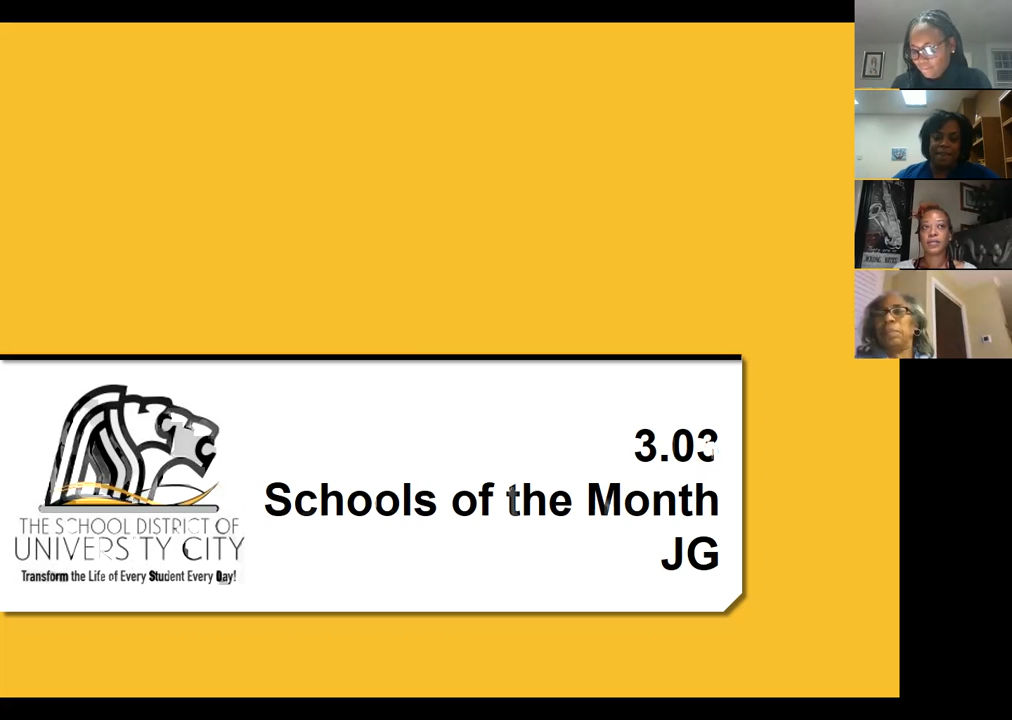 3.03
Schools of the Month
JG
THE SCHOOL DISTRICT OF
UNIVERSITY CITY
Transform the Life of Every Student Every Day!